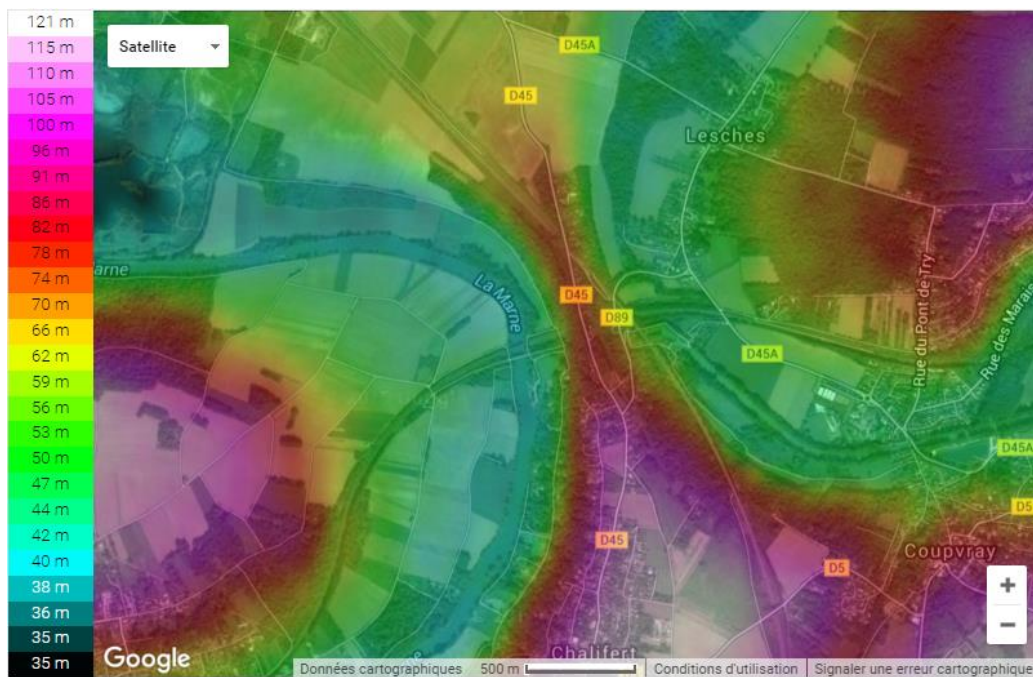 121 m
115 m
110 m
105 m
100 m
96 m
91 m
86 m
82 m
78 m
74 m
70 m
66 m
62 m
59 m
56 m
53 m
50 m
47 m
44 m
42 m
40 m
38 m
36 m
35 m
35 m
Satellite
D45A
D45
Lesches
arne
La Marne
D45
D89
D45A
Rue du Pont-de-Try
Rue des Marais
D45A
D5
D45
D5
Coupvray
Chalifert
+
−
Google
Données cartographiques 500 m Conditions d'utilisation Signaler une erreur cartographique